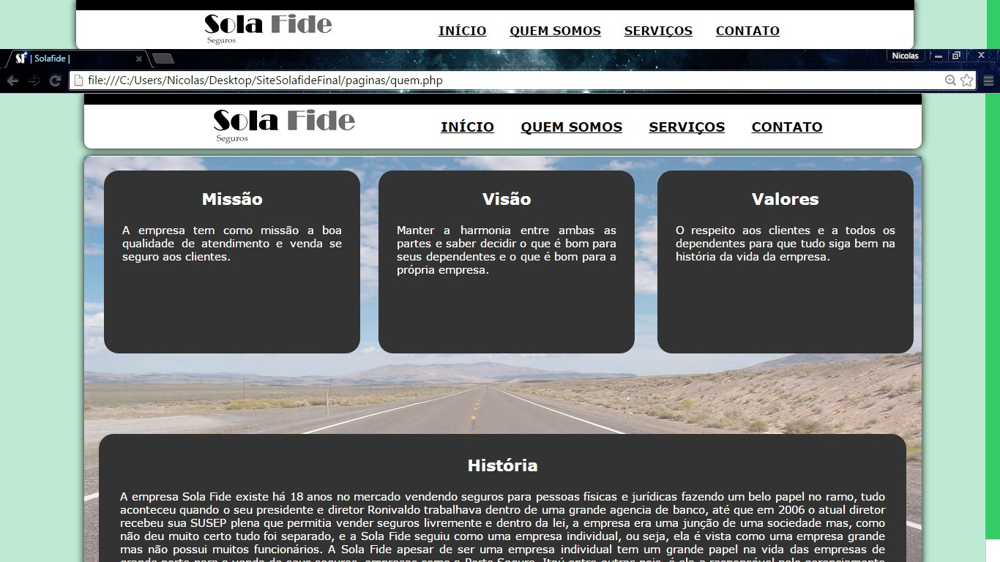 Sola Fide
Seguros
INÍCIO QUEM SOMOS SERVIÇOS CONTATO
SF | Solafide |
Nicolas
file:///C:/Users/Nicolas/Desktop/SiteSolafideFinal/paginas/quem.php
Sola Fide
Seguros
INÍCIO QUEM SOMOS SERVIÇOS CONTATO
Missão
A empresa tem como missão a boa
qualidade de atendimento e venda se
seguro aos clientes.
Visão
Manter a harmonia entre ambas as
partes e saber decidir o que é bom para
seus dependentes e o que é bom para a
própria empresa.
Valores
O respeito aos clientes e a todos os
dependentes para que tudo siga bem na
história da vida da empresa.
História
A empresa Sola Fide existe há 18 anos no mercado vendendo seguros para pessoas físicas e jurídicas fazendo um belo papel no ramo, tudo
aconteceu quando o seu presidente e diretor Ronivaldo trabalhava dentro de uma grande agencia de banco, até que em 2006 o atual diretor
recebeu sua SUSEP plena que permitia vender seguros livremente e dentro da lei, a empresa era uma junção de uma sociedade mas, como
não deu muito certo tudo foi separado, e a Sola Fide seguiu como uma empresa individual, ou seja, ela é vista como uma empresa grande
mas não possui muitos funcionários. A Sola Fide apesar de ser uma empresa individual tem um grande papel na vida das empresas de
grande porte para a venda de seus seguros, empresas como a Porto Seguro, Itaú entre outras pois, é ela a responsável pelo gerenciamento